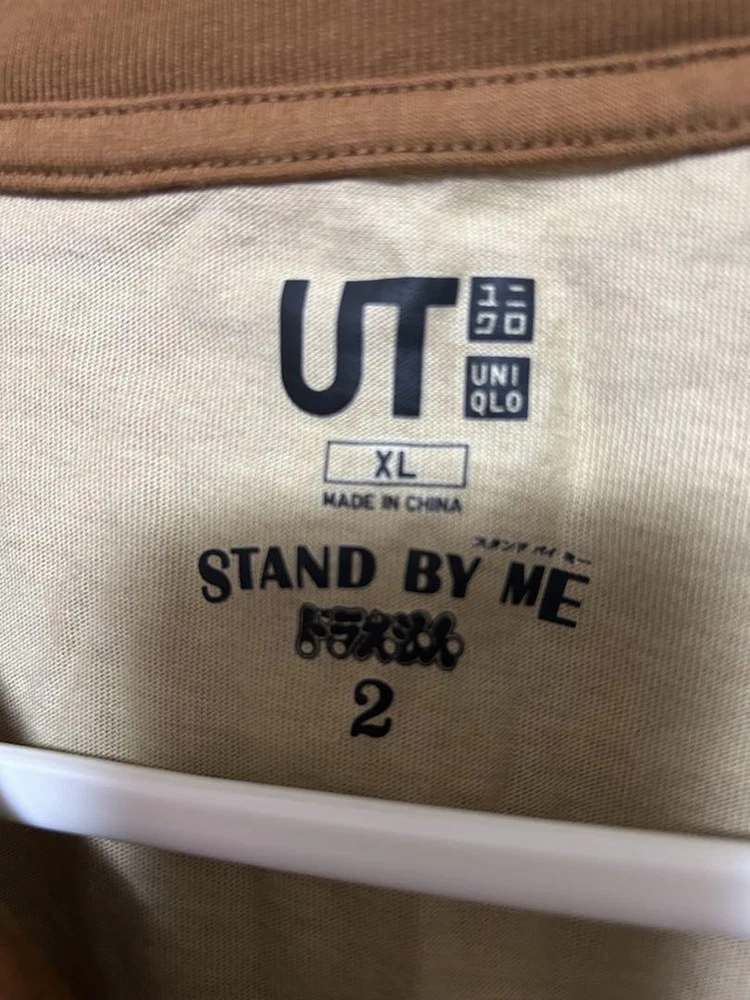 UT
ユニ
クロ
UNI
QLO
XL
MADE IN CHINA
スタンド バイ ミー
STAND BY ME
ドラえもん
2